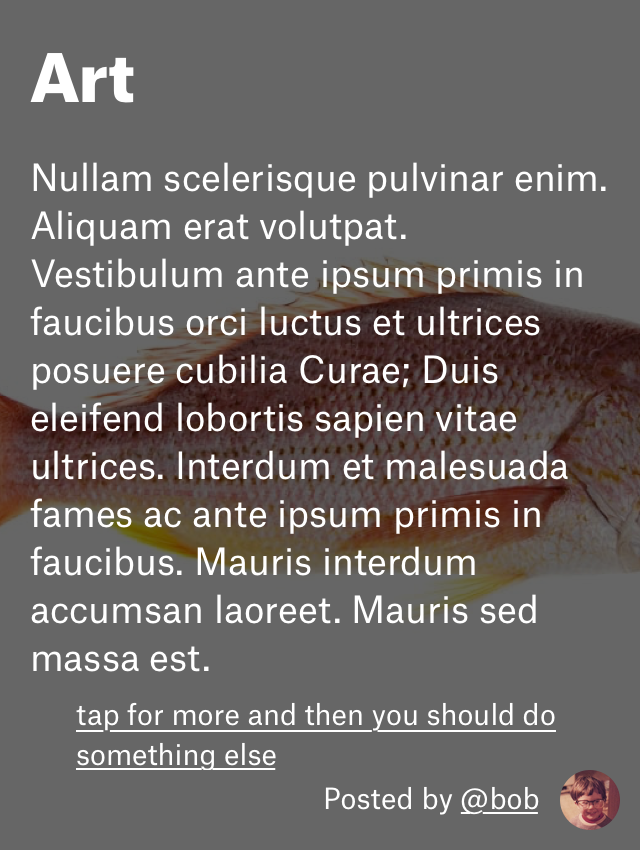 Art
Nullam scelerisque pulvinar enim.
Aliquam erat volutpat.
Vestibulum ante ipsum primis in
faucibus orci luctus et ultrices
posuere cubilia Curae; Duis
eleifend lobortis sapien vitae
ultrices. Interdum et malesuada
fames ac ante ipsum primis in
faucibus. Mauris interdum
accumsan laoreet. Mauris sed
massa est.
tap for more and then you should do
something else
Posted by @bob